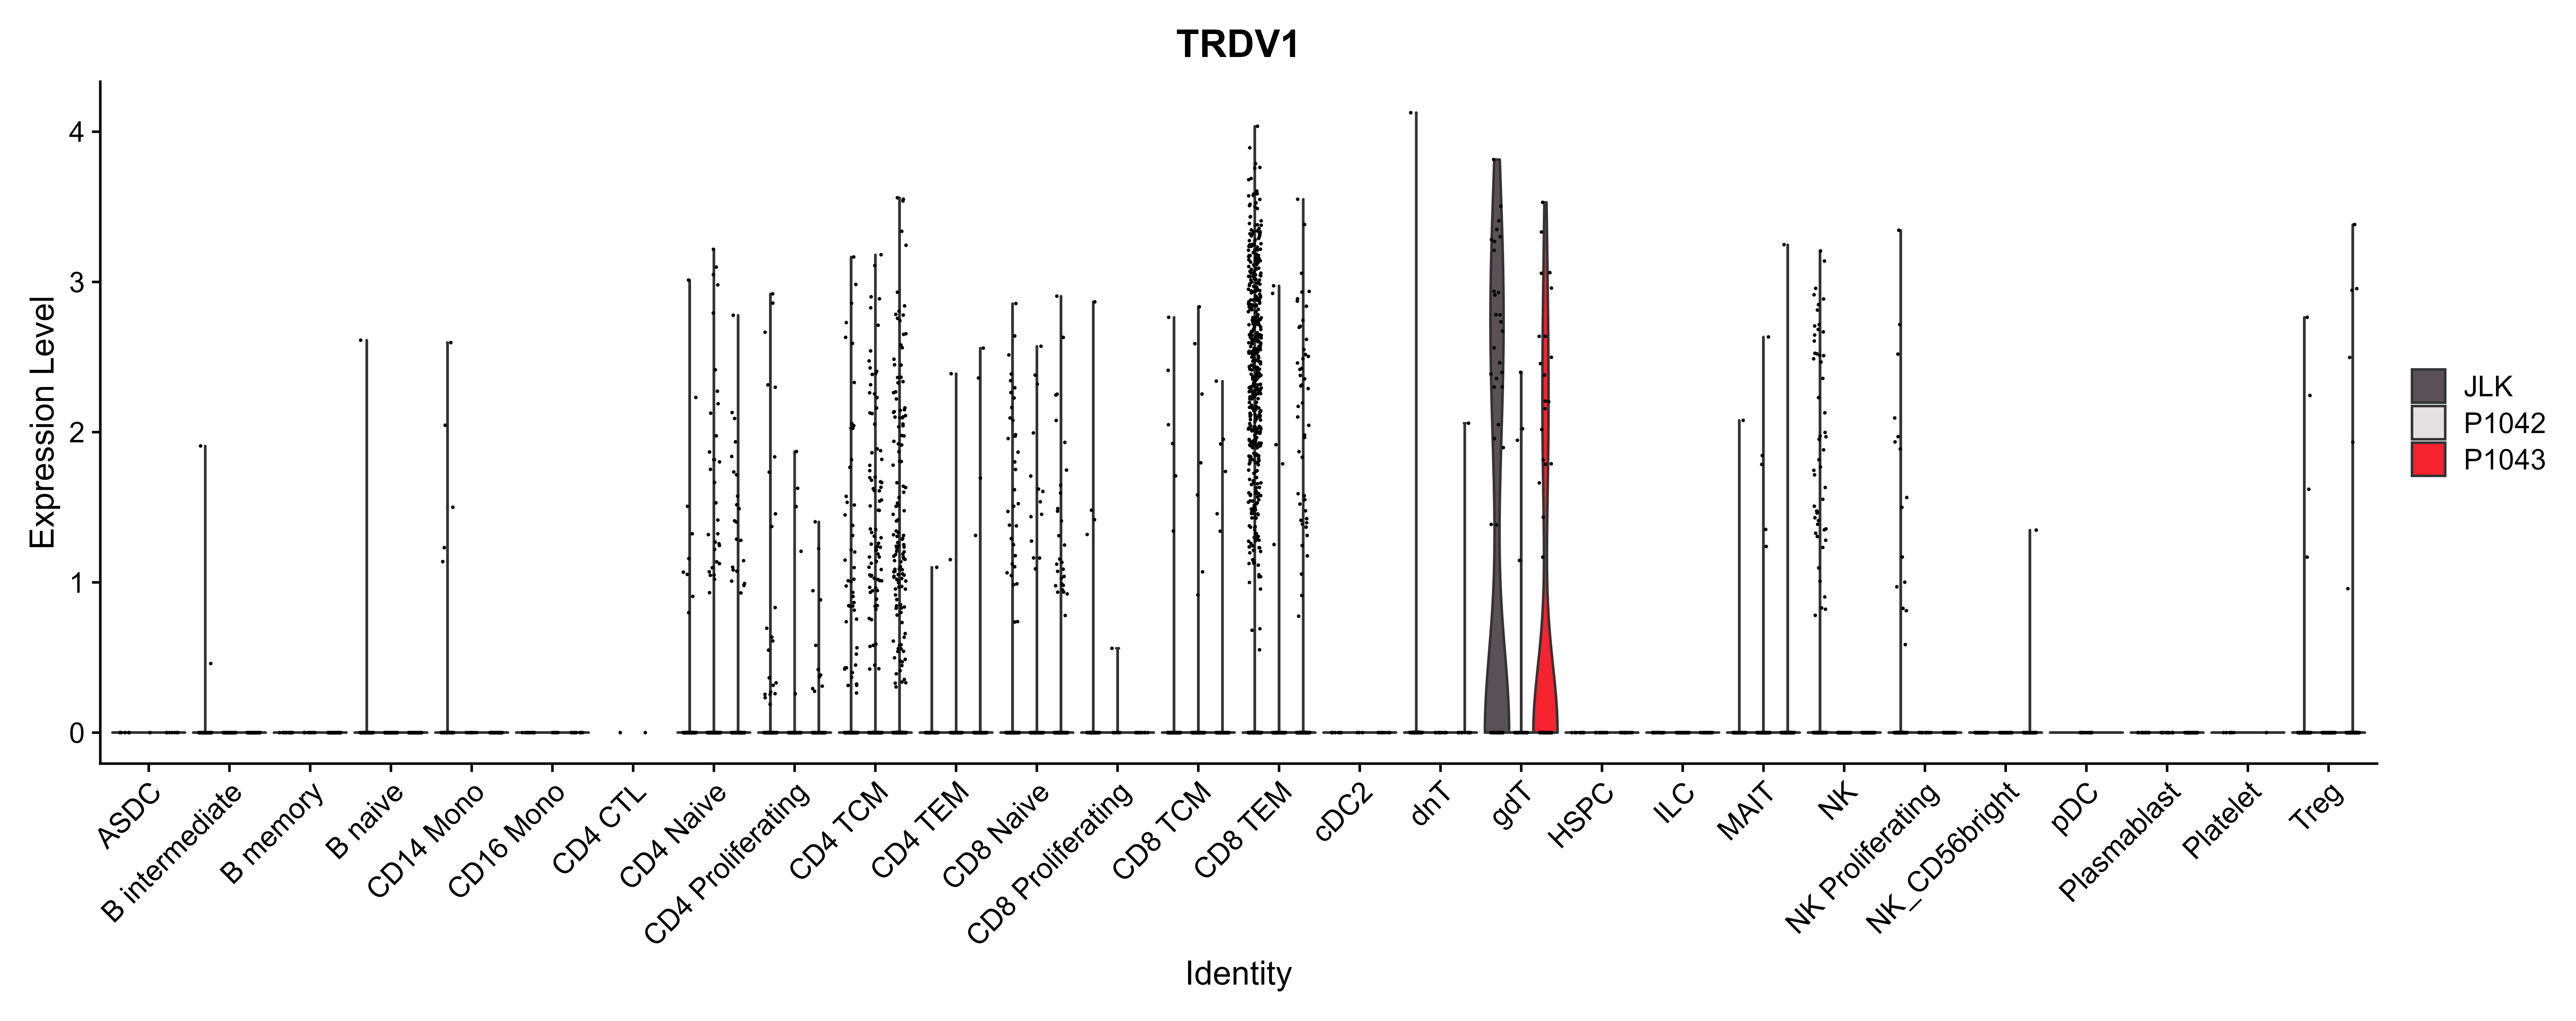 TRDV1
Expression Level
4
3
2
1
0
ASDC
B intermediate
B memory
B naive
CD14 Mono
CD16 Mono
CD4 CTL
CD4 Naive
CD4 Proliferating
CD4 TCM
CD4 TEM
CD8 Naive
CD8 Proliferating
CD8 TCM
CD8 TEM
cDC2
dnT
gdT
HSPC
ILC
MAIT
NK
NK Proliferating
NK_CD56bright
pDC
Plasmablast
Platelet
Treg
Identity
JLK
P1042
P1043